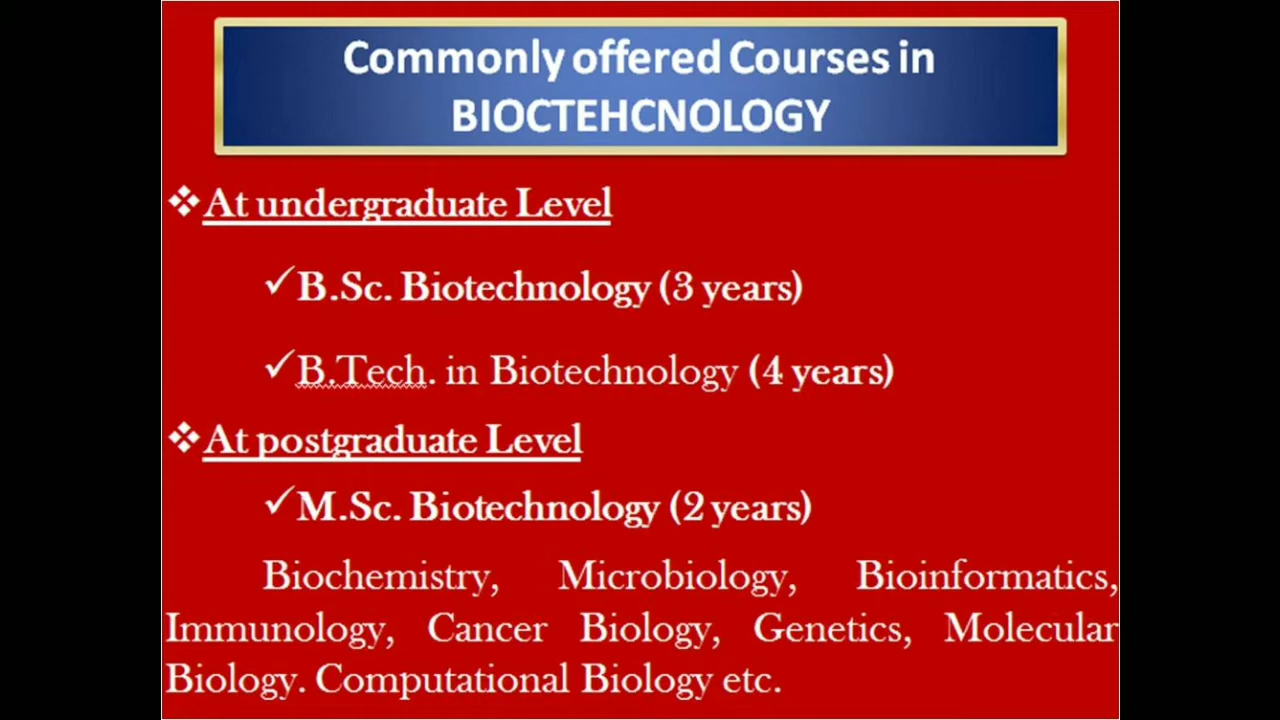 Commonly offered Courses in
BIOCTEHCNOLOGY
❖At undergraduate Level
✓B.Sc. Biotechnology (3 years)
✓B.Tech. in Biotechnology (4 years)
❖At postgraduate Level
✓M.Sc. Biotechnology (2 years)
Biochemistry, Microbiology, Bioinformatics,
Immunology, Cancer Biology, Genetics, Molecular
Biology. Computational Biology etc.